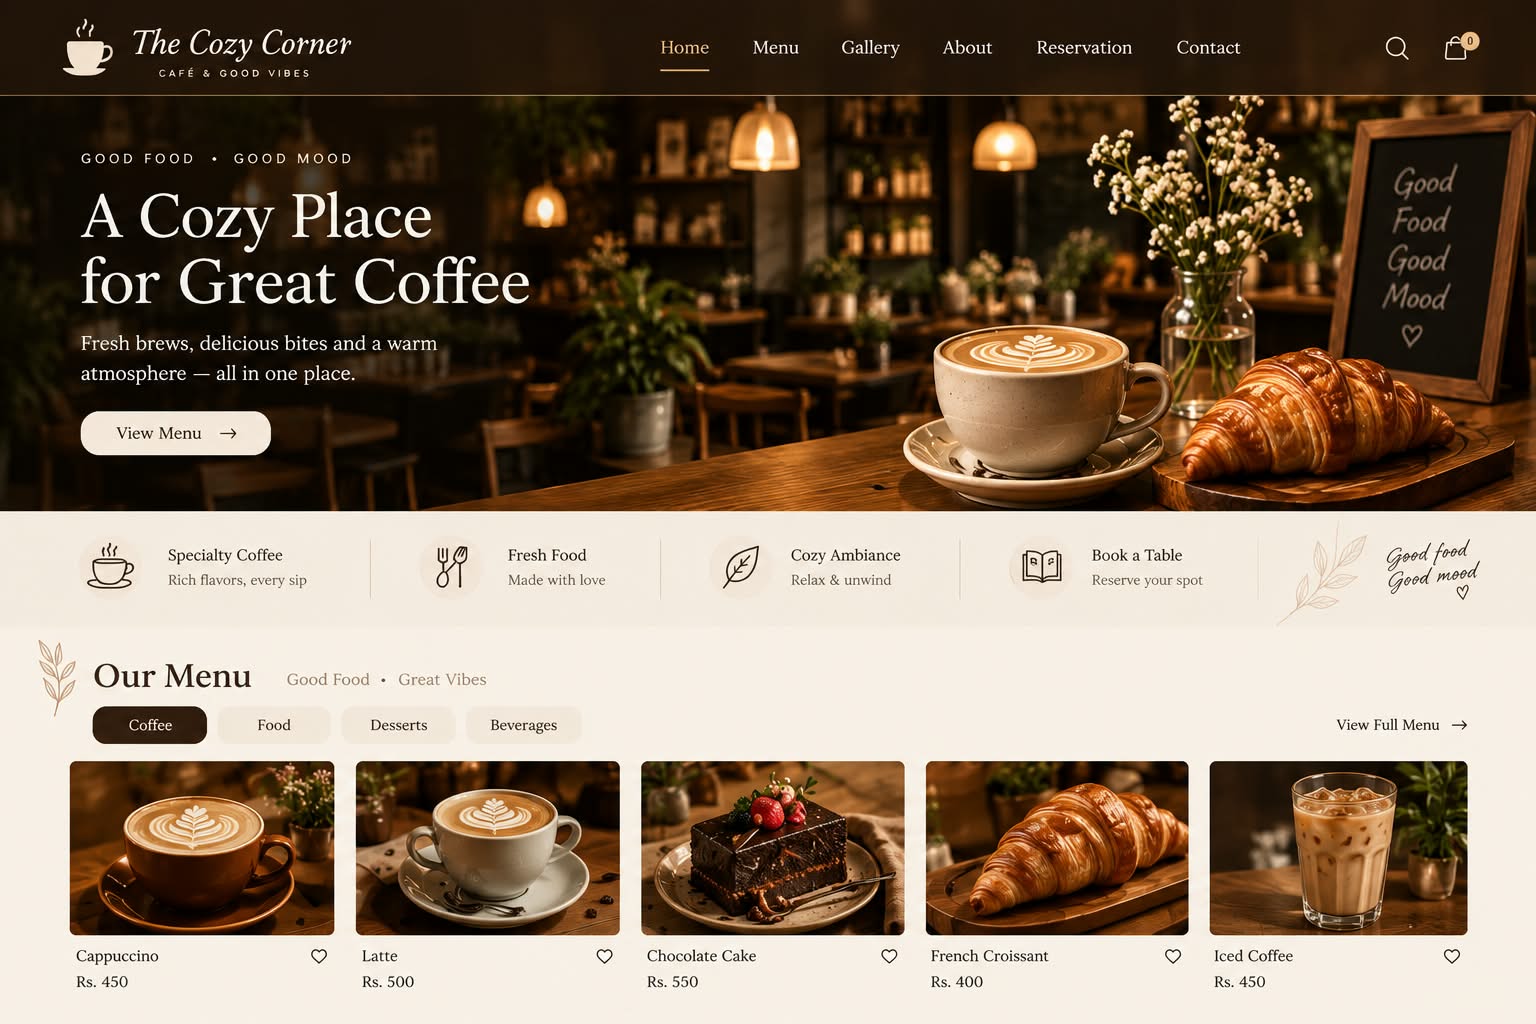 The Cozy Corner
CAFÉ & GOOD VIBES
Home Menu Gallery About Reservation Contact
0
GOOD FOOD • GOOD MOOD
A Cozy Place
for Great Coffee
Fresh brews, delicious bites and a warm
atmosphere — all in one place.
View Menu →
Good
Food
Good
Mood
Specialty Coffee
Rich flavors, every sip
Fresh Food
Made with love
Cozy Ambiance
Relax & unwind
Book a Table
Reserve your spot
Good food
Good mood
Our Menu
Good Food • Great Vibes
Coffee Food Desserts Beverages
View Full Menu →
Cappuccino
Rs. 450
Latte
Rs. 500
Chocolate Cake
Rs. 550
French Croissant
Rs. 400
Iced Coffee
Rs. 450